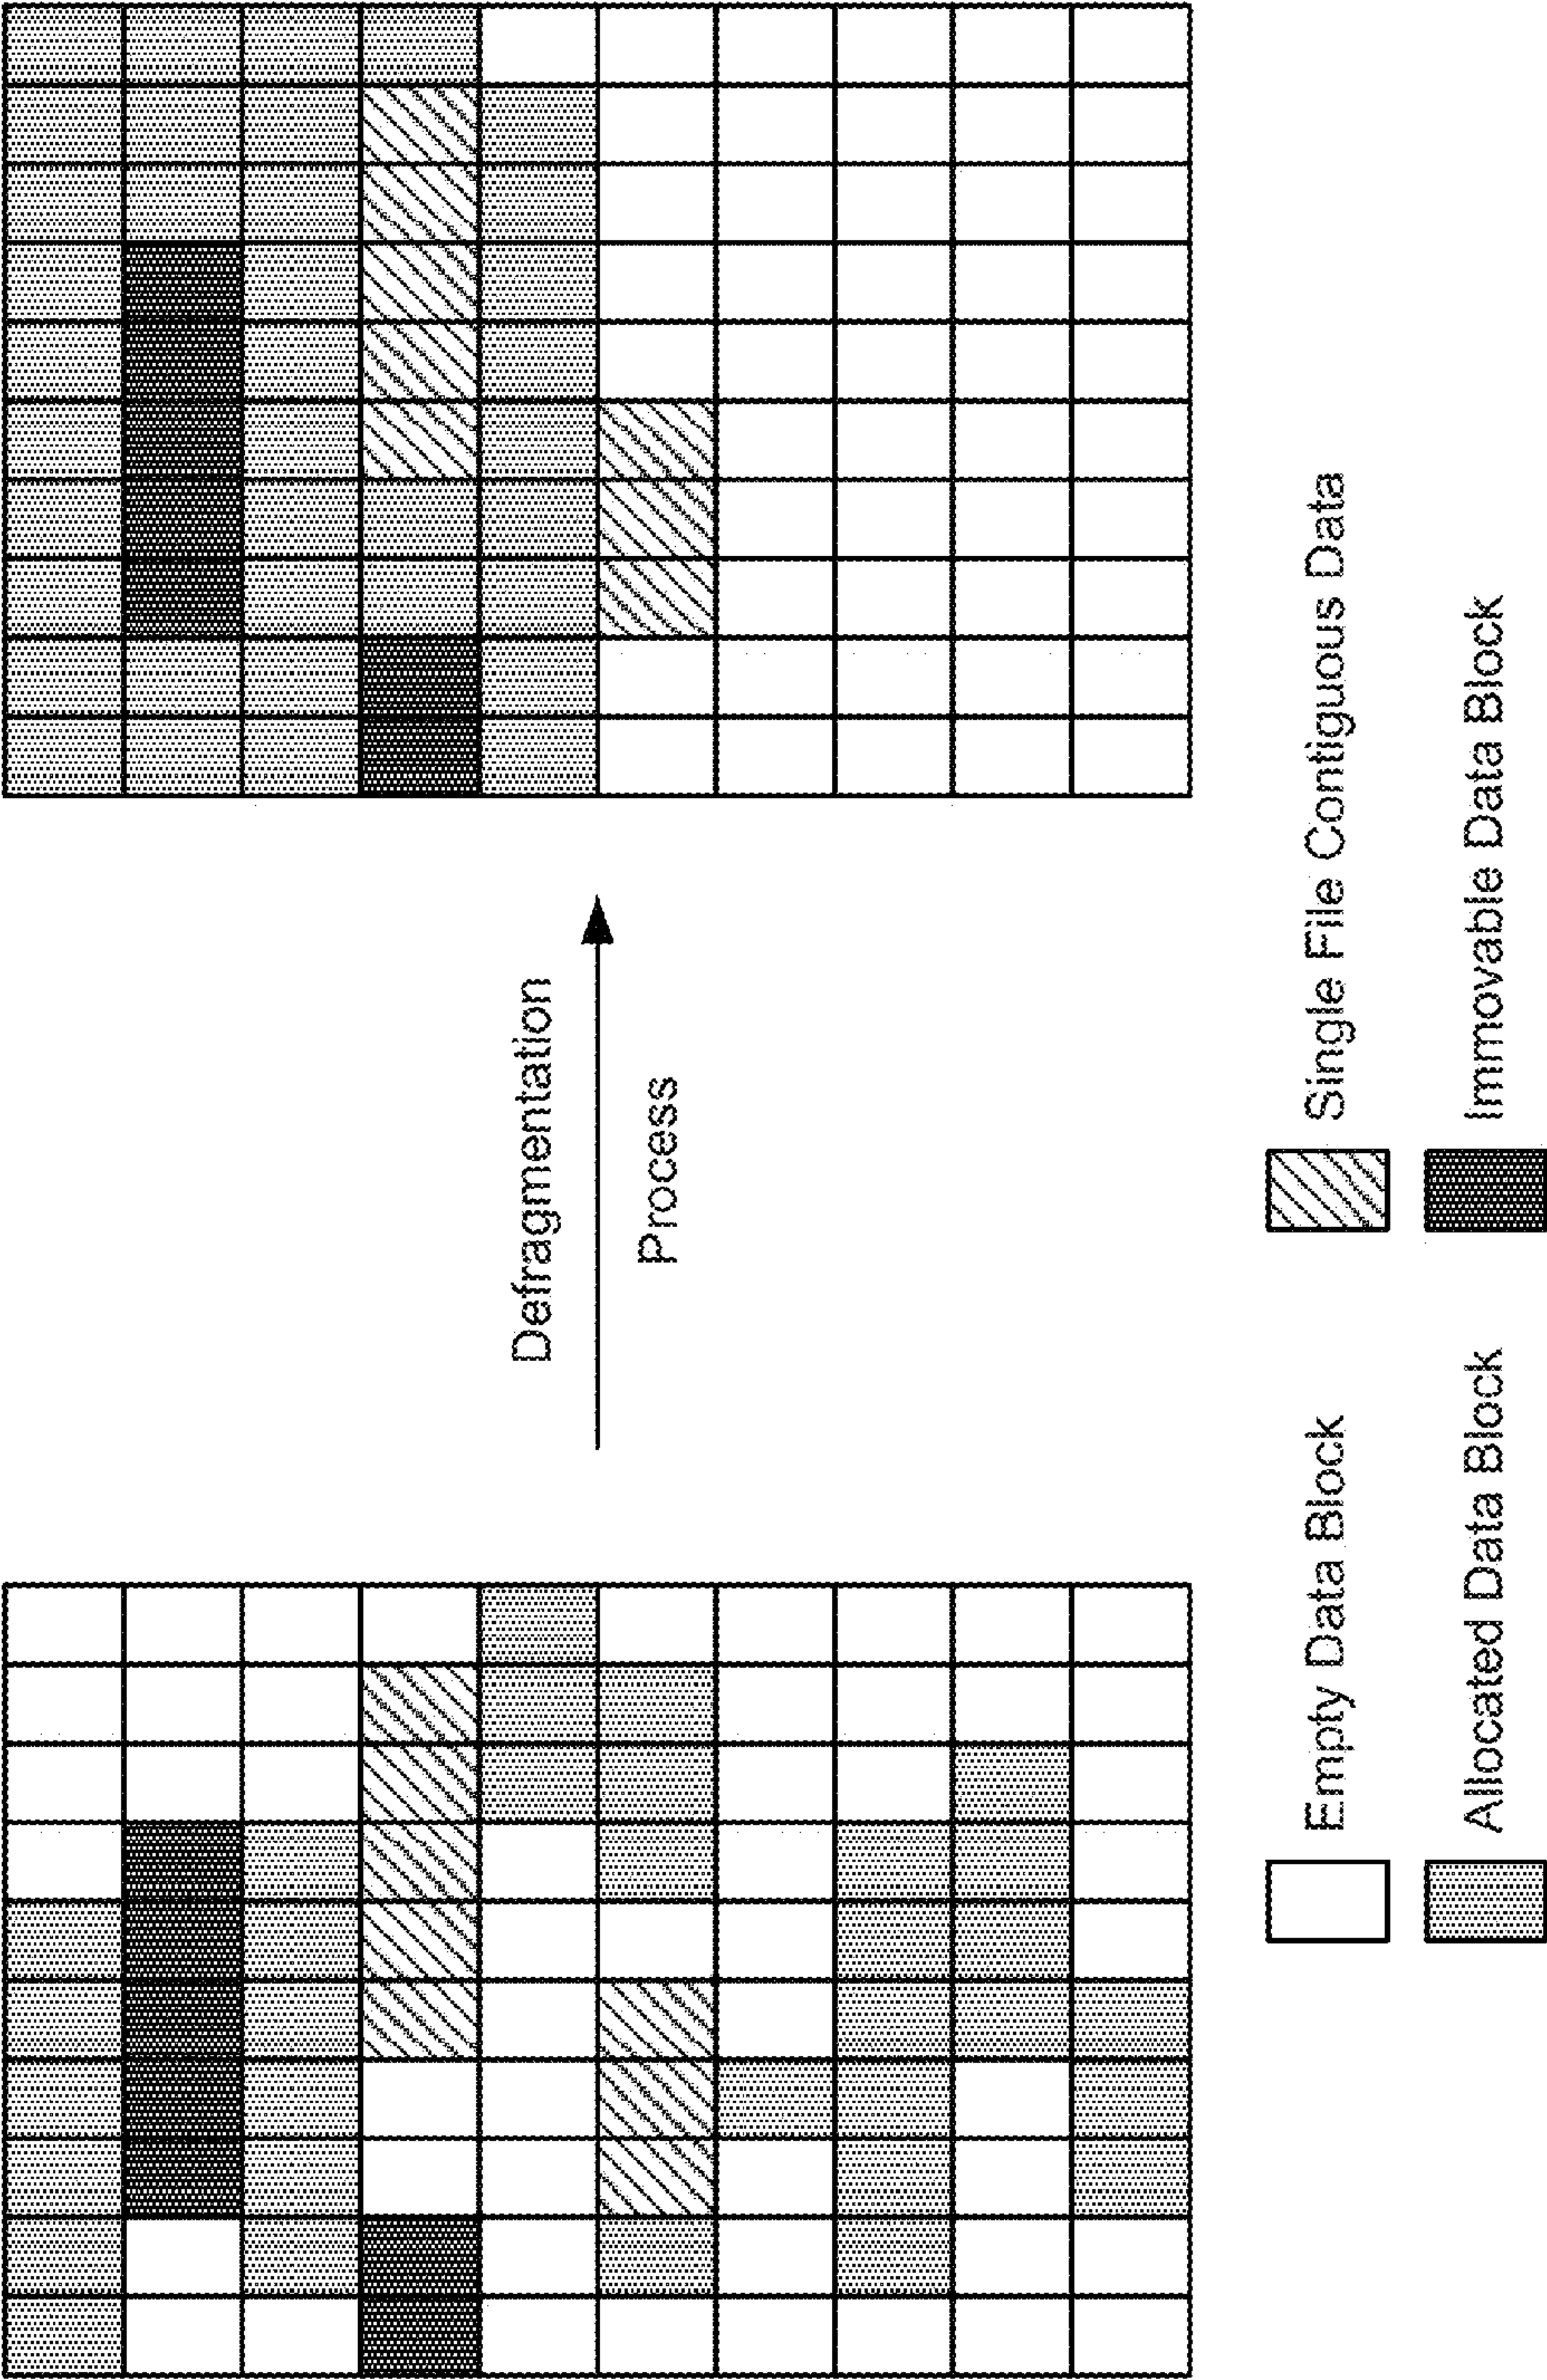 Defragmentation
Process
Empty Data Block
Single File Contiguous Data
Allocated Data Block
Immovable Data Block